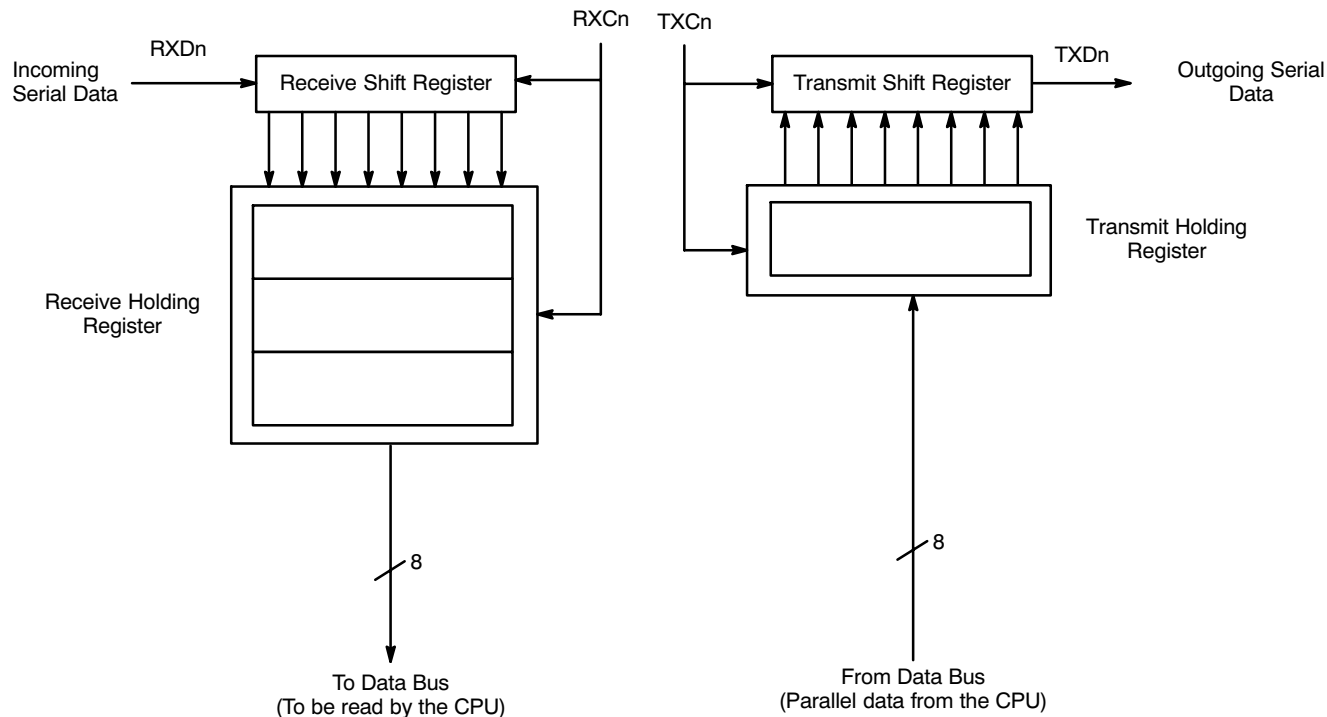 RXCn
TXCn
RXDn
Incoming
Serial Data
Receive Shift Register
Transmit Shift Register
TXDn
Outgoing Serial
Data
Receive Holding
Register
Transmit Holding
Register
8
8
To Data Bus
(To be read by the CPU)
From Data Bus
(Parallel data from the CPU)